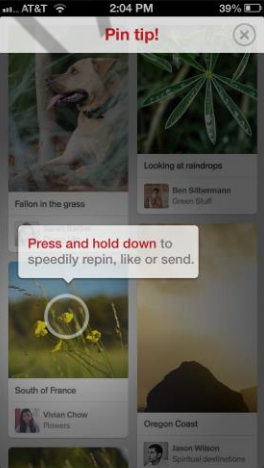 AT&T 2:04 PM 39%
Pin tip!
Looking at raindrops
Ben Silbermann
Green Stuff
Fallon in the grass
Press and hold down to
speedily repin, like or send.
South of France
Vivian Chow
Flowers
Oregon Coast
Jason Wilson
Spiritual destinations